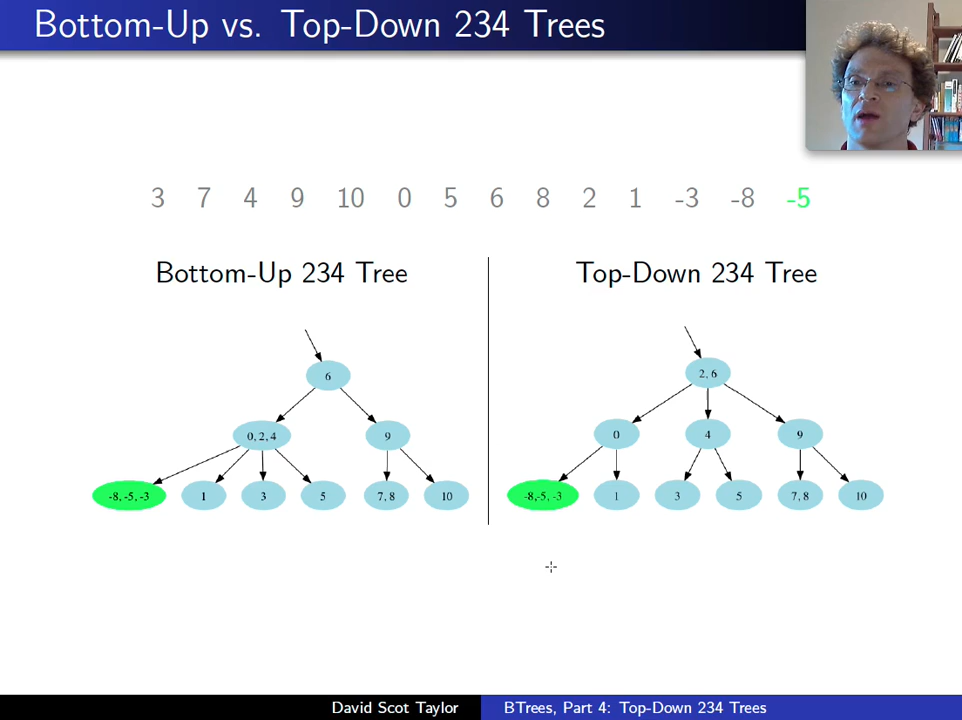 Bottom-Up vs. Top-Down 234 Trees
3 7 4 9 10 0 5 6 8 2 1 -3 -8 -5
Bottom-Up 234 Tree
Top-Down 234 Tree
6
0, 2, 4
9
-8, -5, -3
1
3
5
7, 8
10
2, 6
0
4
9
-8,-5, -3
1
3
5
7, 8
10
David Scot Taylor
BTrees, Part 4: Top-Down 234 Trees